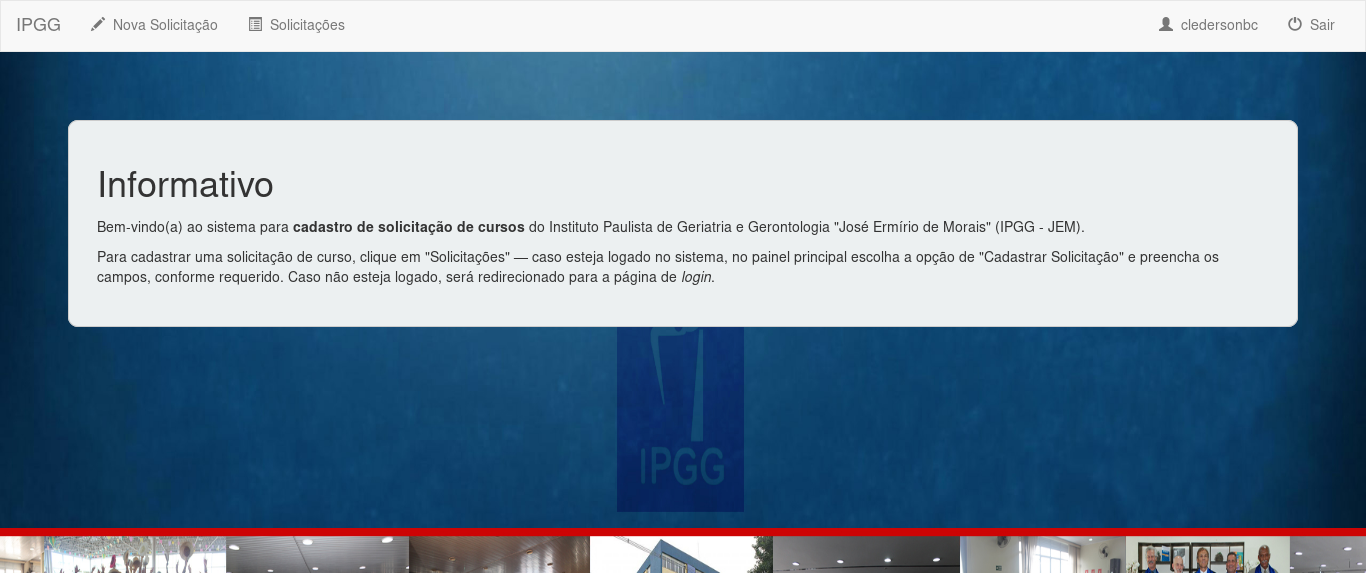 IPGG Nova Solicitação Solicitações cledersonbc Sair
Informativo
Bem-vindo(a) ao sistema para cadastro de solicitação de cursos do Instituto Paulista de Geriatria e Gerontologia "José Ermírio de Morais" (IPGG - JEM).
Para cadastrar uma solicitação de curso, clique em "Solicitações" — caso esteja logado no sistema, no painel principal escolha a opção de "Cadastrar Solicitação" e preencha os
campos, conforme requerido. Caso não esteja logado, será redirecionado para a página de login.
IPGG